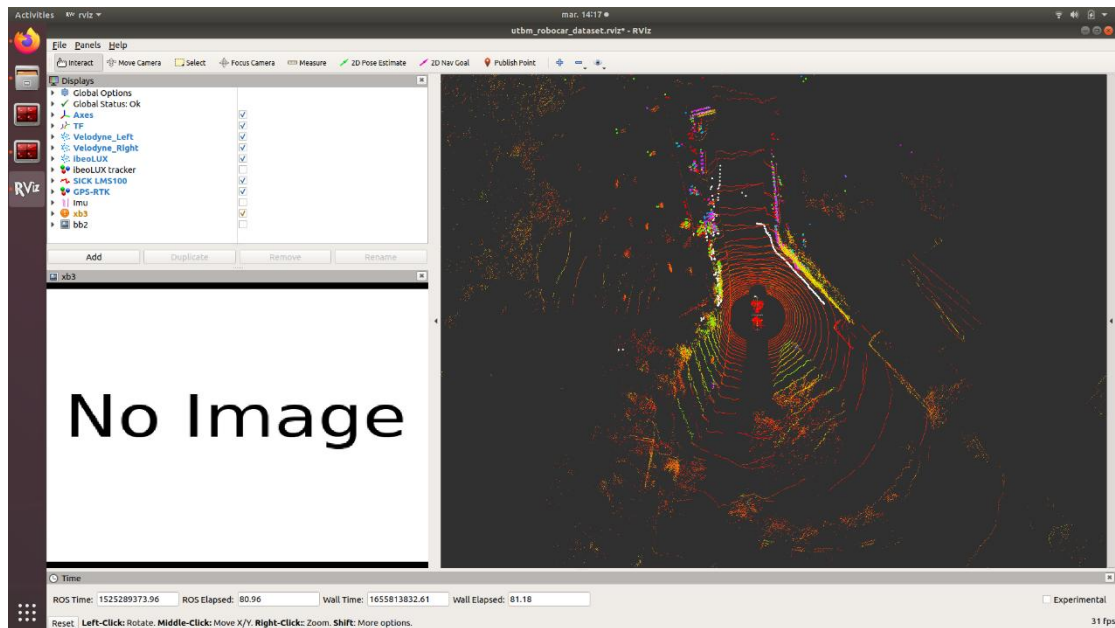 Activities RViz rviz ▾ mar. 14:17 ●
utbm_robocar_dataset.rviz* - RViz
File Panels Help
Interact Move Camera Select Focus Camera Measure 2D Pose Estimate 2D Nav Goal Publish Point
Displays
Global Options
Global Status: Ok
Axes
TF
Velodyne_Left
Velodyne_Right
ibeoLUX
ibeoLUX tracker
SICK LMS100
GPS-RTK
Imu
xb3
bb2
Add Duplicate Remove Rename
xb3
No Image
RViz
Time
ROS Time: 1525289373.96 ROS Elapsed: 80.96 Wall Time: 1655813832.61 Wall Elapsed: 81.18 Experimental
Reset Left-Click: Rotate. Middle-Click: Move X/Y. Right-Click:: Zoom. Shift: More options. 31 fps